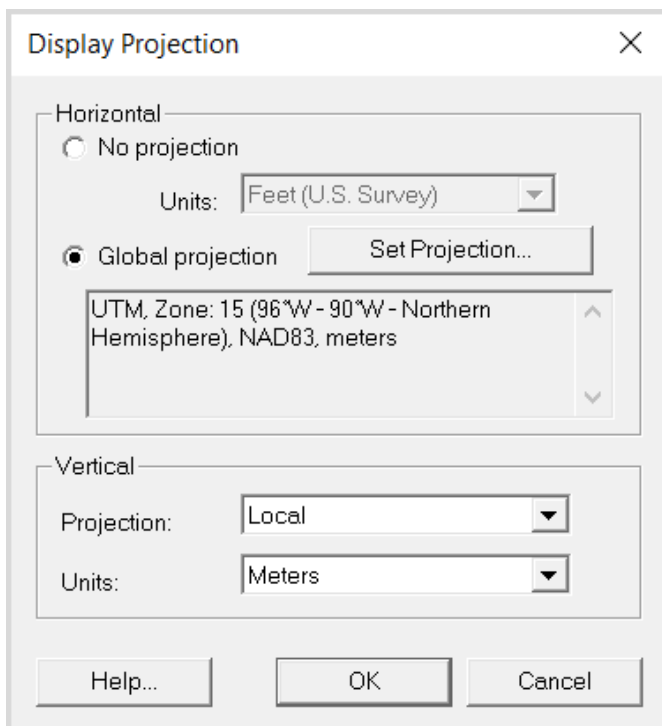 Display Projection
Horizontal
No projection
Units: Feet (U.S. Survey)
Global projection Set Projection...
UTM, Zone: 15 (96°W - 90°W - Northern
Hemisphere), NAD83, meters
Vertical
Projection: Local
Units: Meters
Help... OK Cancel